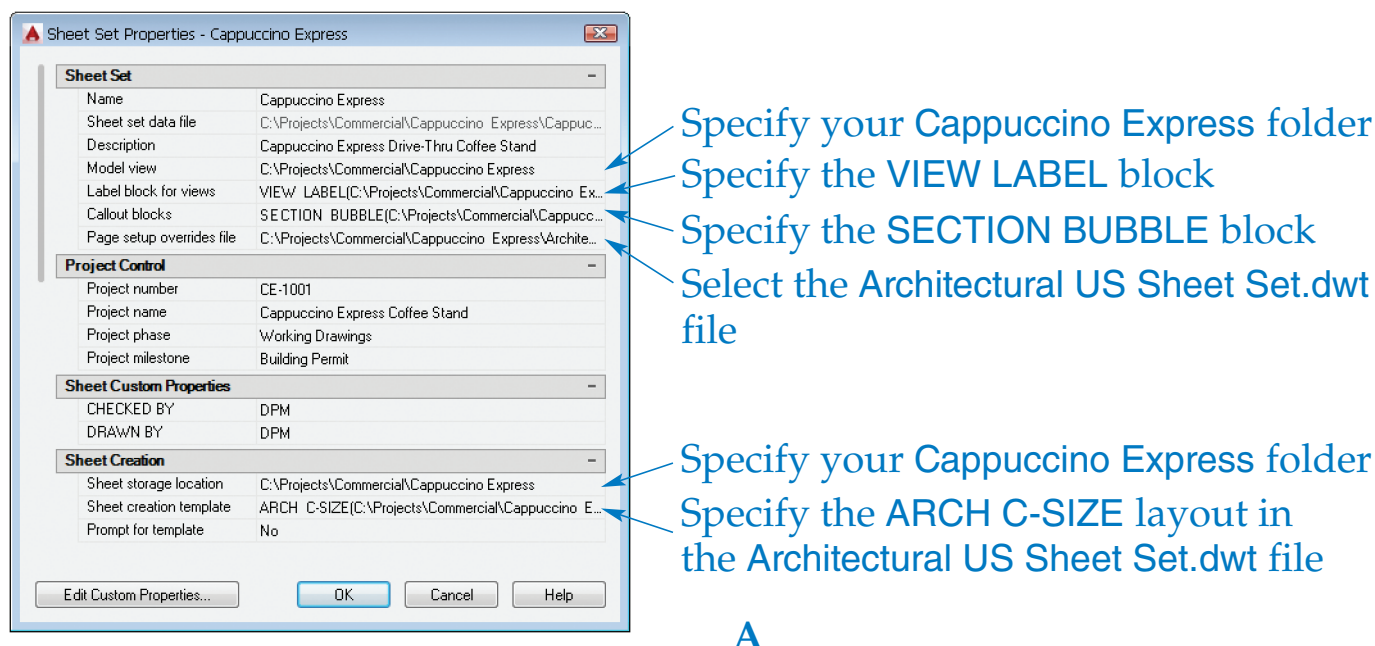 Sheet Set Properties - Cappuccino Express
Sheet Set –
Name Cappuccino Express
Sheet set data file C:\Projects\Commercial\Cappuccino Express\Cappuc...
Description Cappuccino Express Drive-Thru Coffee Stand
Model view C:\Projects\Commercial\Cappuccino Express
Label block for views VIEW LABEL(C:\Projects\Commercial\Cappuccino Ex...
Callout blocks SECTION BUBBLE(C:\Projects\Commercial\Cappucc...
Page setup overrides file C:\Projects\Commercial\Cappuccino Express\Archite...
Project Control –
Project number CE-1001
Project name Cappuccino Express Coffee Stand
Project phase Working Drawings
Project milestone Building Permit
Sheet Custom Properties –
CHECKED BY DPM
DRAWN BY DPM
Sheet Creation –
Sheet storage location C:\Projects\Commercial\Cappuccino Express
Sheet creation template ARCH C-SIZE(C:\Projects\Commercial\Cappuccino E...
Prompt for template No
Edit Custom Properties... OK Cancel Help
Specify your Cappuccino Express folder
Specify the VIEW LABEL block
Specify the SECTION BUBBLE block
Select the Architectural US Sheet Set.dwt
file
Specify your Cappuccino Express folder
Specify the ARCH C-SIZE layout in
the Architectural US Sheet Set.dwt file
A